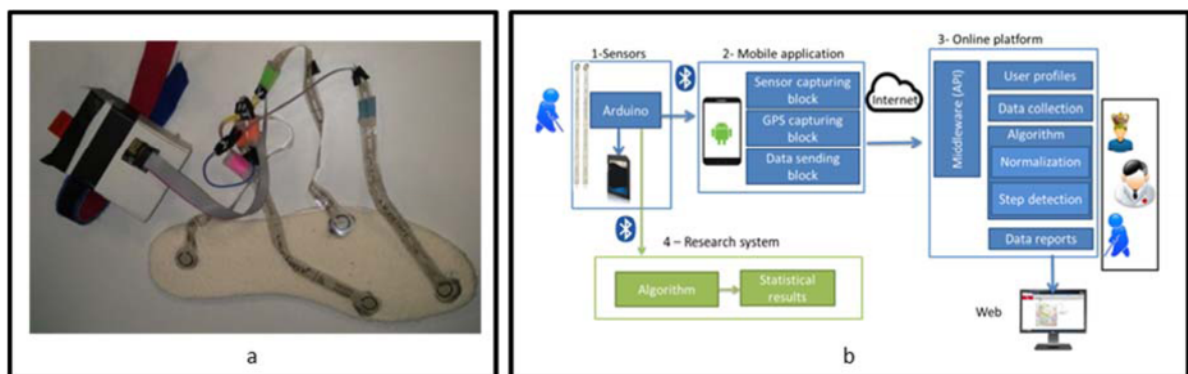 a
1-Sensors
Arduino
2- Mobile application
Sensor capturing
block
GPS capturing
block
Data sending
block
Internet
3- Online platform
Middleware (API)
User profiles
Data collection
Algorithm
Normalization
Step detection
Data reports
4 – Research system
Algorithm
Statistical
results
Web
b